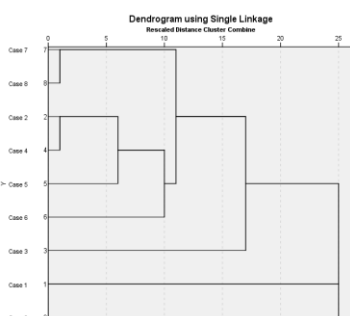 Dendrogram using Single Linkage
Rescaled Distance Cluster Combine
0 5 10 15 20 25
Case 7 7
Case 8 8
Case 2 2
Case 4 4
Y
Case 5 5
Case 6 6
Case 3 3
Case 1 1